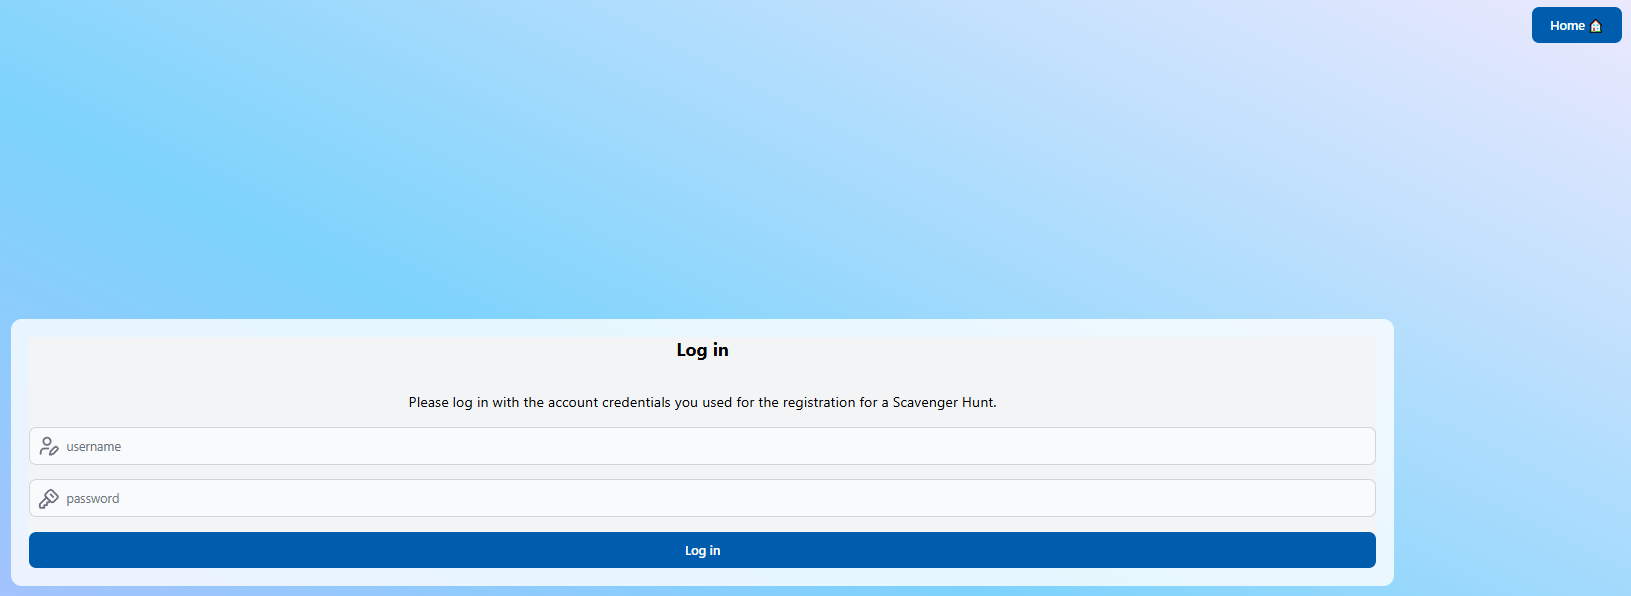 Home 🏠
Log in
Please log in with the account credentials you used for the registration for a Scavenger Hunt.
username
password
Log in